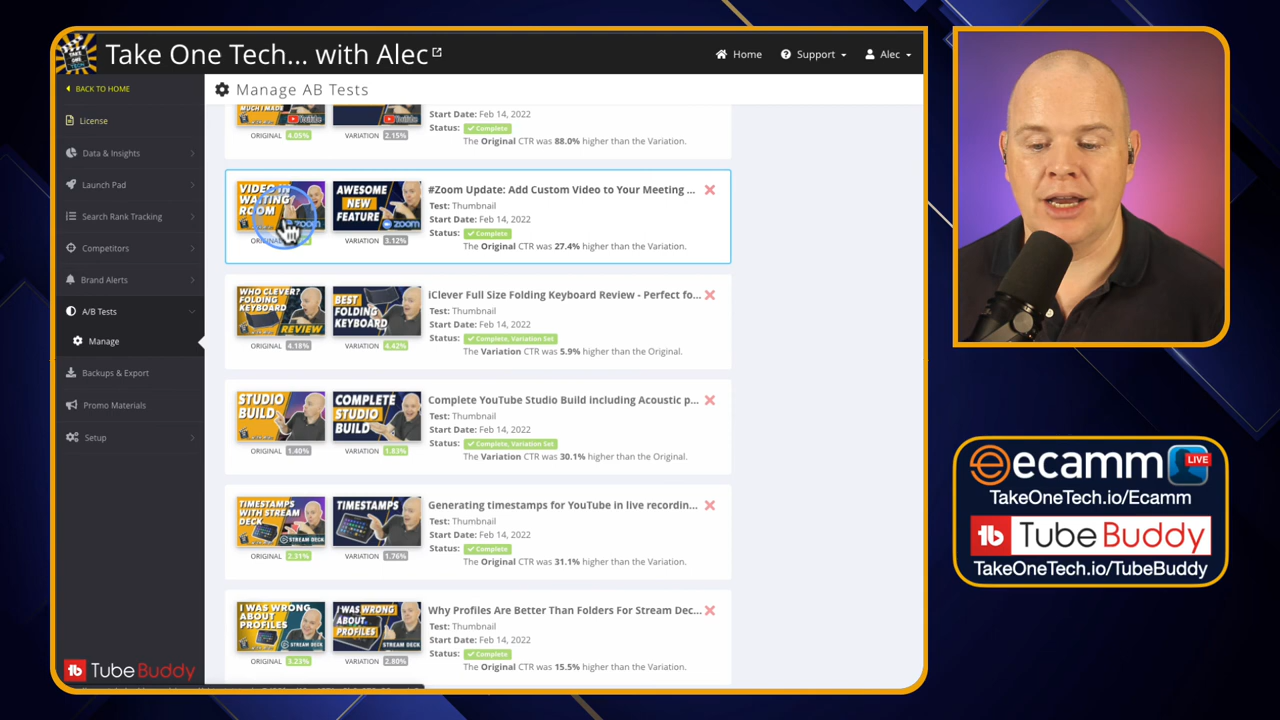 Take One Tech... with Alec
Home
Support
Alec
BACK TO HOME
License
Data & Insights
Launch Pad
Search Rank Tracking
Competitors
Brand Alerts
A/B Tests
Manage
Backups & Export
Promo Materials
Setup
TubeBuddy
Manage AB Tests
MUCH I MADE
YouTube
ORIGINAL 4.05%
VARIATION 2.15%
Start Date: Feb 14, 2022
Status: Complete
The Original CTR was 88.0% higher than the Variation.
VIDEO IN
WAITING
ROOM
zoom
AWESOME
NEW
FEATURE
zoom
VARIATION 3.12%
#Zoom Update: Add Custom Video to Your Meeting ...
Test: Thumbnail
Start Date: Feb 14, 2022
Status: Complete
The Original CTR was 27.4% higher than the Variation.
WHO CLEVER?
FOLDING
KEYBOARD
REVIEW
BEST
FOLDING
KEYBOARD
ORIGINAL 4.18%
VARIATION 4.42%
iClever Full Size Folding Keyboard Review - Perfect fo...
Test: Thumbnail
Start Date: Feb 14, 2022
Status: Complete, Variation Set
The Variation CTR was 5.9% higher than the Original.
STUDIO
BUILD
COMPLETE
STUDIO
BUILD
ORIGINAL 1.40%
VARIATION 1.83%
Complete YouTube Studio Build including Acoustic p...
Test: Thumbnail
Start Date: Feb 14, 2022
Status: Complete, Variation Set
The Variation CTR was 30.1% higher than the Original.
TIMESTAMPS
WITH STREAM
DECK
STREAM DECK
TIMESTAMPS
ORIGINAL 2.31%
VARIATION 1.76%
Generating timestamps for YouTube in live recordin...
Test: Thumbnail
Start Date: Feb 14, 2022
Status: Complete
The Original CTR was 31.1% higher than the Variation.
I WAS WRONG
ABOUT
PROFILES
STREAM DECK
I WAS WRONG
ABOUT
PROFILES
STREAM DECK
ORIGINAL 3.23%
VARIATION 2.80%
Why Profiles Are Better Than Folders For Stream Dec...
Test: Thumbnail
Start Date: Feb 14, 2022
Status: Complete
The Original CTR was 15.5% higher than the Variation.
ecamm LIVE
TakeOneTech.io/Ecamm
tb TubeBuddy
TakeOneTech.io/TubeBuddy